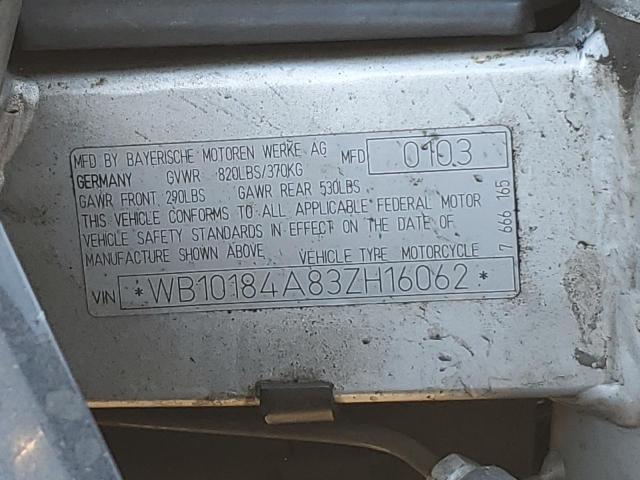 MFD BY BAYERISCHE MOTOREN WERKE AG MFD 0103
GERMANY GVWR 820LBS/370KG
GAWR FRONT 290LBS GAWR REAR 530LBS
THIS VEHICLE CONFORMS TO ALL APPLICABLE FEDERAL MOTOR
VEHICLE SAFETY STANDARDS IN EFFECT ON THE DATE OF
MANUFACTURE SHOWN ABOVE VEHICLE TYPE MOTORCYCLE
VIN *WB10184A83ZH16062*
7 666 165